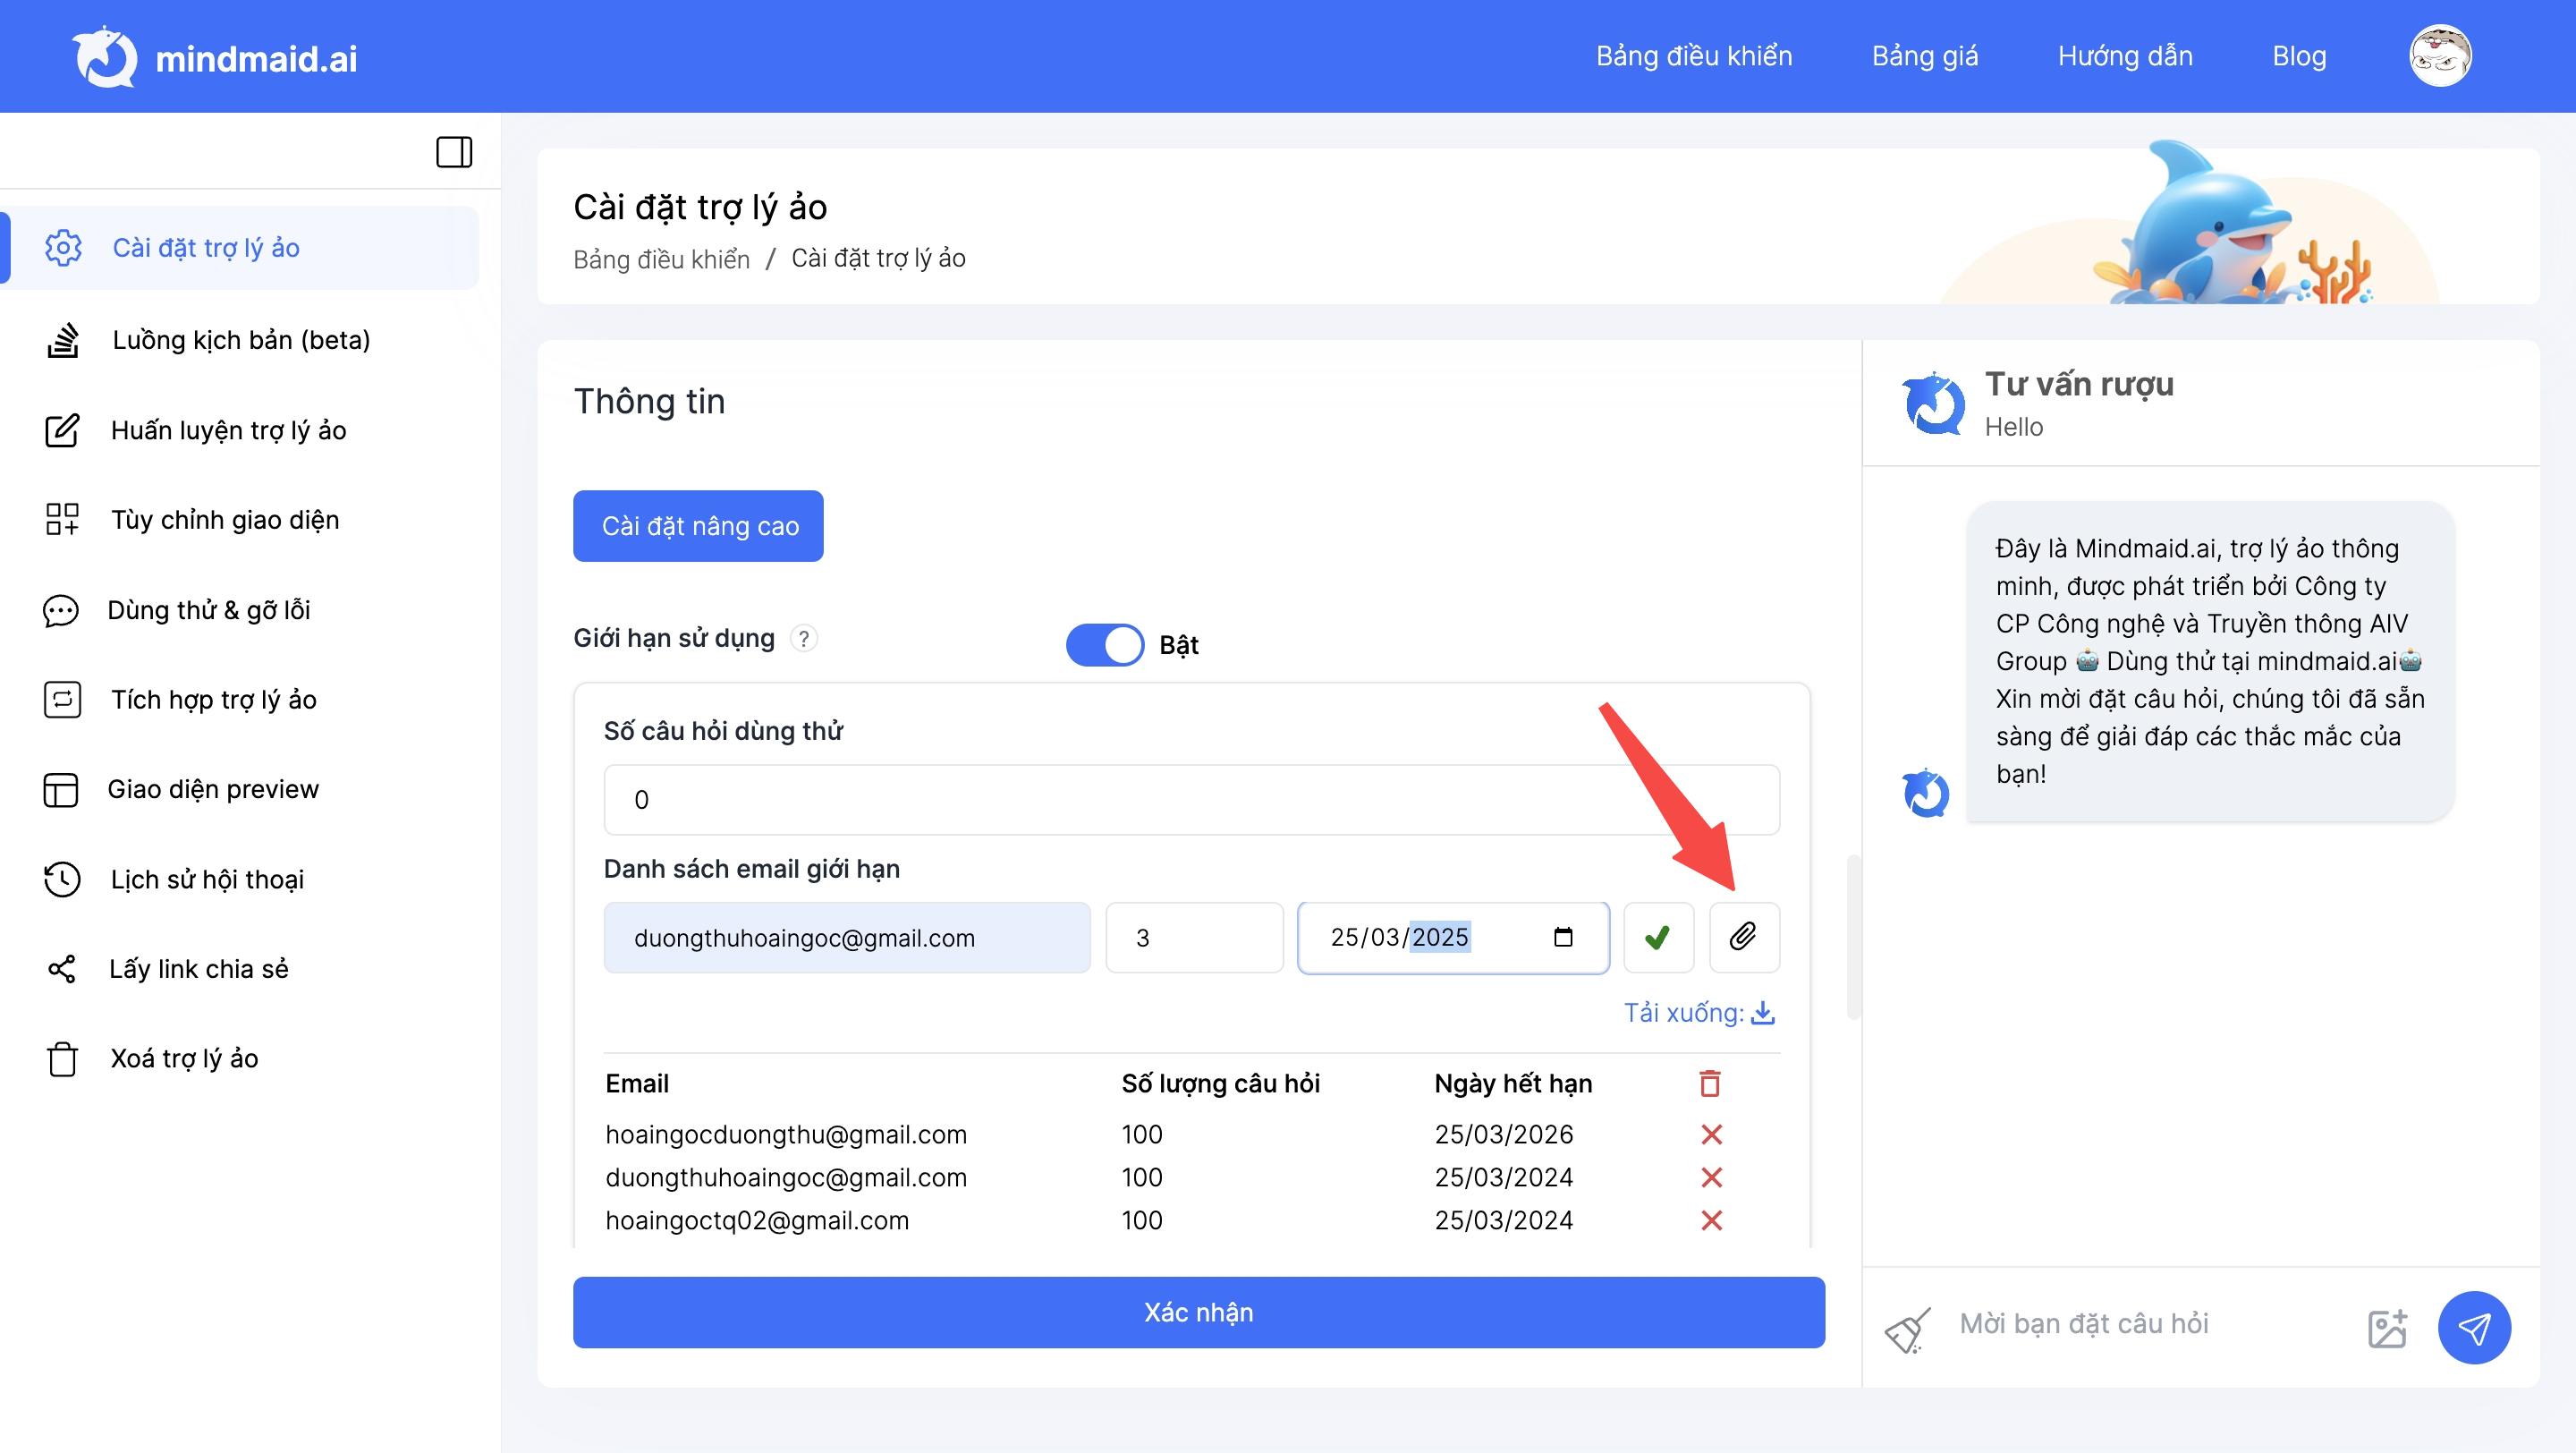 mindmaid.ai
Bảng điều khiển
Bảng giá
Hướng dẫn
Blog
Cài đặt trợ lý ảo
Luồng kịch bản (beta)
Huấn luyện trợ lý ảo
Tùy chỉnh giao diện
Dùng thử & gỡ lỗi
Tích hợp trợ lý ảo
Giao diện preview
Lịch sử hội thoại
Lấy link chia sẻ
Xoá trợ lý ảo
Cài đặt trợ lý ảo
Bảng điều khiển / Cài đặt trợ lý ảo
Thông tin
Cài đặt nâng cao
Giới hạn sử dụng ?
Bật
Số câu hỏi dùng thử
0
Danh sách email giới hạn
duongthuhoaingoc@gmail.com 3 25/03/2025
Tải xuống:
Email Số lượng câu hỏi Ngày hết hạn
hoaingocduongthu@gmail.com 100 25/03/2026
duongthuhoaingoc@gmail.com 100 25/03/2024
hoaingoctq02@gmail.com 100 25/03/2024
Xác nhận
Tư vấn rượu
Hello
Đây là Mindmaid.ai, trợ lý ảo thông
minh, được phát triển bởi Công ty
CP Công nghệ và Truyền thông AIV
Group 🤖 Dùng thử tại mindmaid.ai🤖
Xin mời đặt câu hỏi, chúng tôi đã sẵn
sàng để giải đáp các thắc mắc của
bạn!
Mời bạn đặt câu hỏi